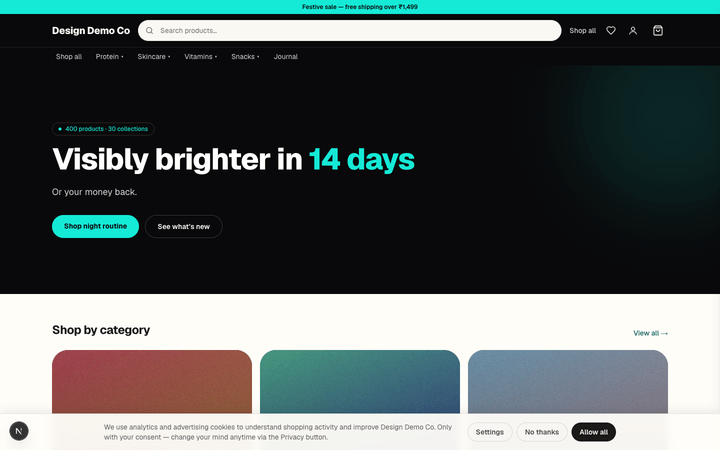 Festive sale — free shipping over ₹1,499
Design Demo Co
Search products...
Shop all
Shop all
Protein
Skincare
Vitamins
Snacks
Journal
400 products · 30 collections
Visibly brighter in 14 days
Or your money back.
Shop night routine
See what's new
Shop by category
View all →
We use analytics and advertising cookies to understand shopping activity and improve Design Demo Co. Only
with your consent — change your mind anytime via the Privacy button.
Settings
No thanks
Allow all
N